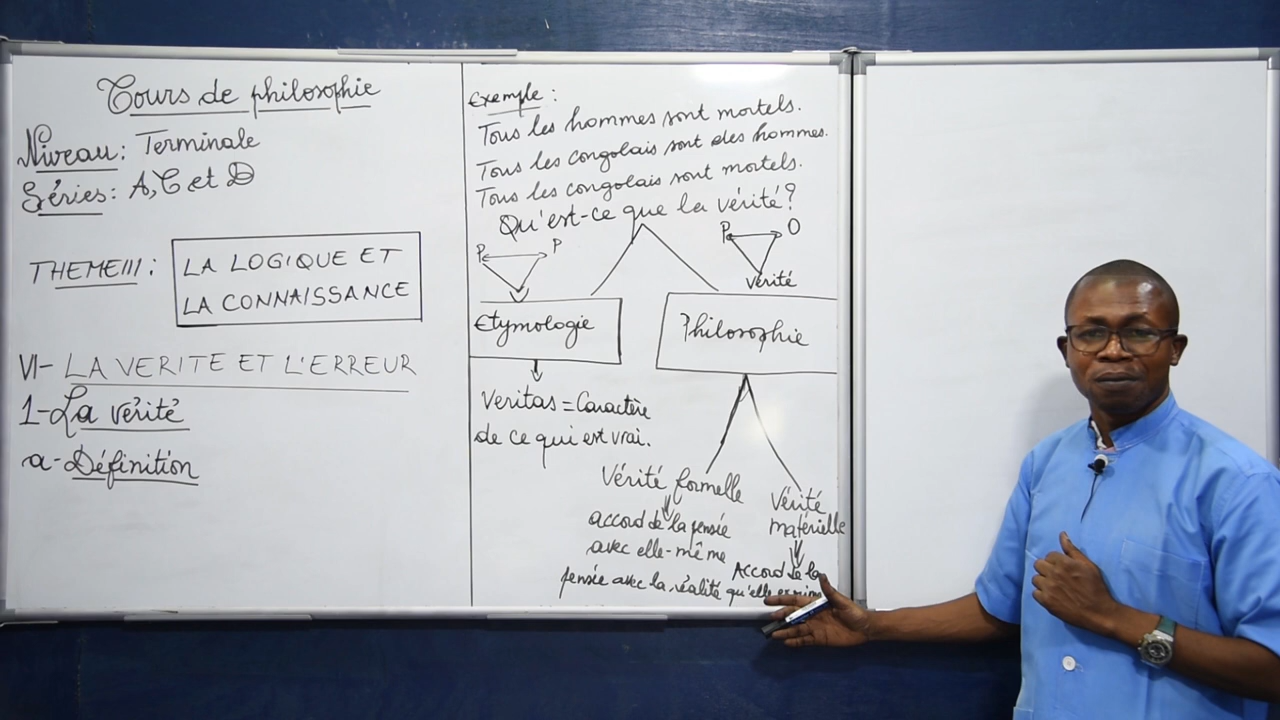 Cours de philosophie
Niveau : Terminale
Séries : A, C et D
THEME III : LA LOGIQUE ET
LA CONNAISSANCE
VI- LA VERITE ET L'ERREUR
1- La vérité
a- Définition
Exemple :
Tous les hommes sont mortels.
Tous les congolais sont des hommes.
Tous les congolais sont mortels.
Qu'est-ce que la vérité ?
P P
P O
Vérité
Etymologie
Philosophie
Veritas = Caractère
de ce qui est vrai.
Vérité formelle
accord de la pensée
avec elle-même
Vérité
matérielle
Accord de la
pensée avec la réalité qu'elle